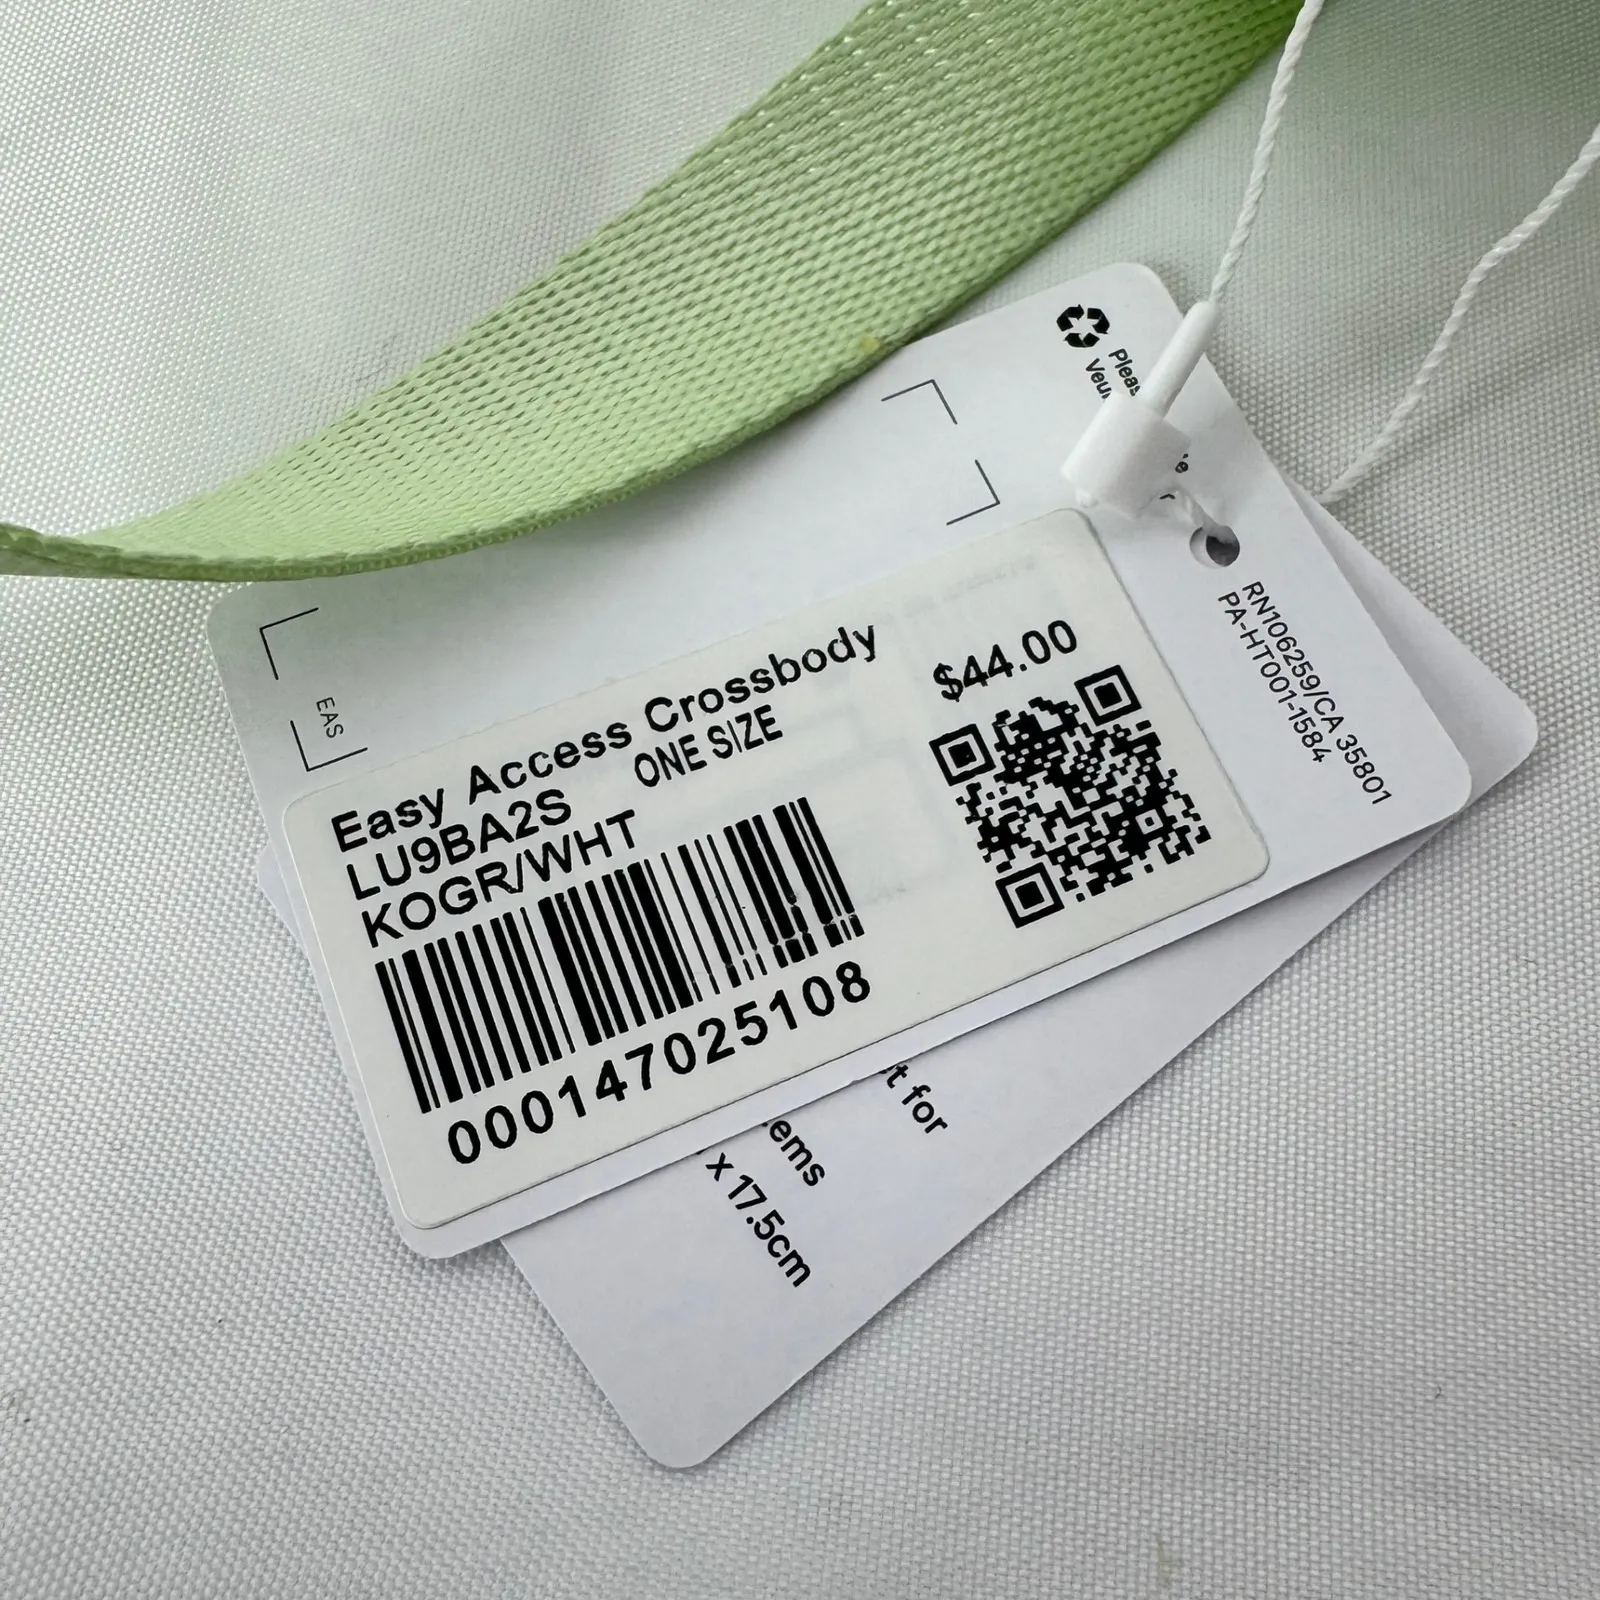 Easy Access Crossbody
LU9BA2S ONE SIZE
KOGR/WHT
000147025108
$44.00
EAS
RN106259/CA 35801
PA-HT001-1584
t for
x 17.5cm